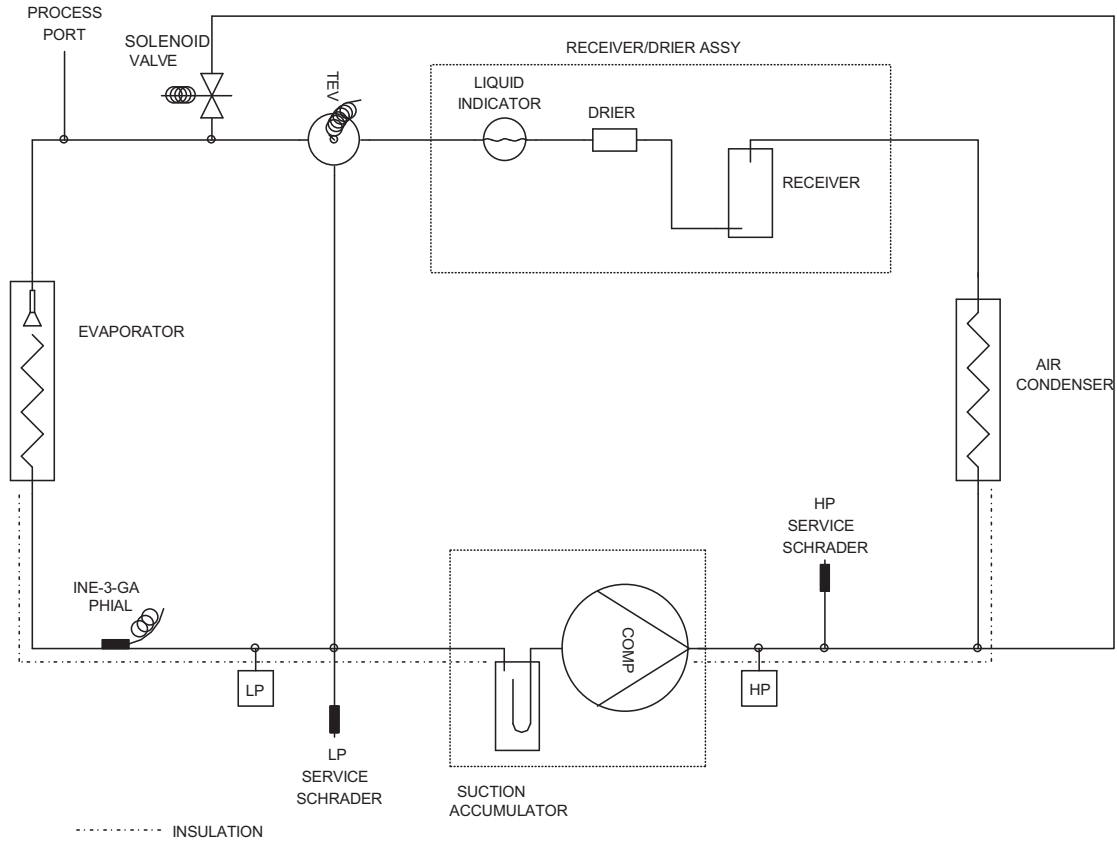 PROCESS
PORT
SOLENOID
VALVE
TEV
RECEIVER/DRIER ASSY
LIQUID
INDICATOR
DRIER
RECEIVER
EVAPORATOR
AIR
CONDENSER
HP
SERVICE
SCHRADER
INE-3-GA
PHIAL
COMP
LP
HP
LP
SERVICE
SCHRADER
SUCTION
ACCUMULATOR
INSULATION